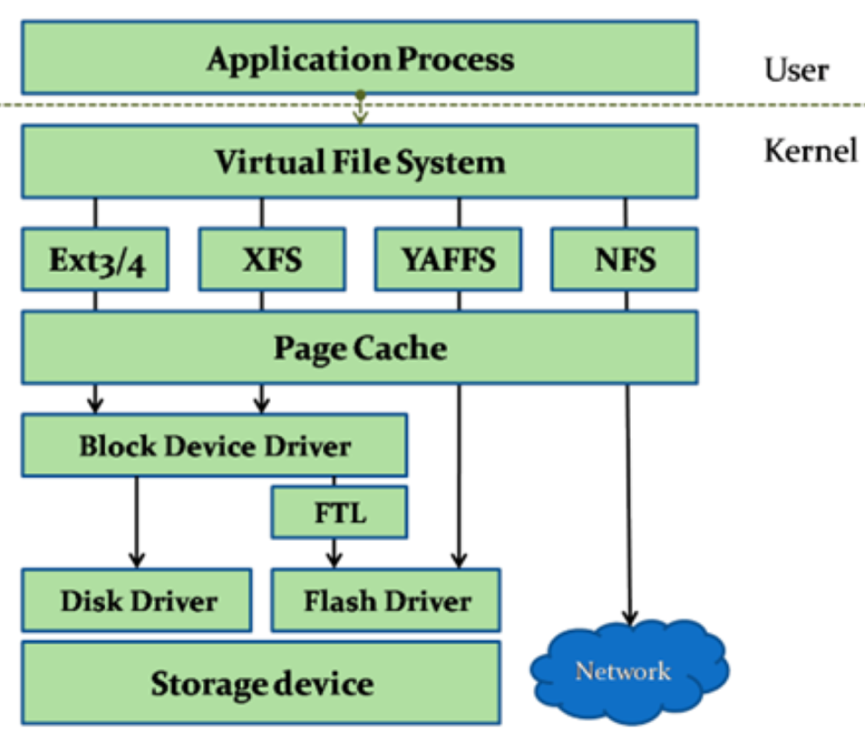 Application Process
User
Virtual File System
Kernel
Ext3/4
XFS
YAFFS
NFS
Page Cache
Block Device Driver
FTL
Disk Driver
Flash Driver
Storage device
Network